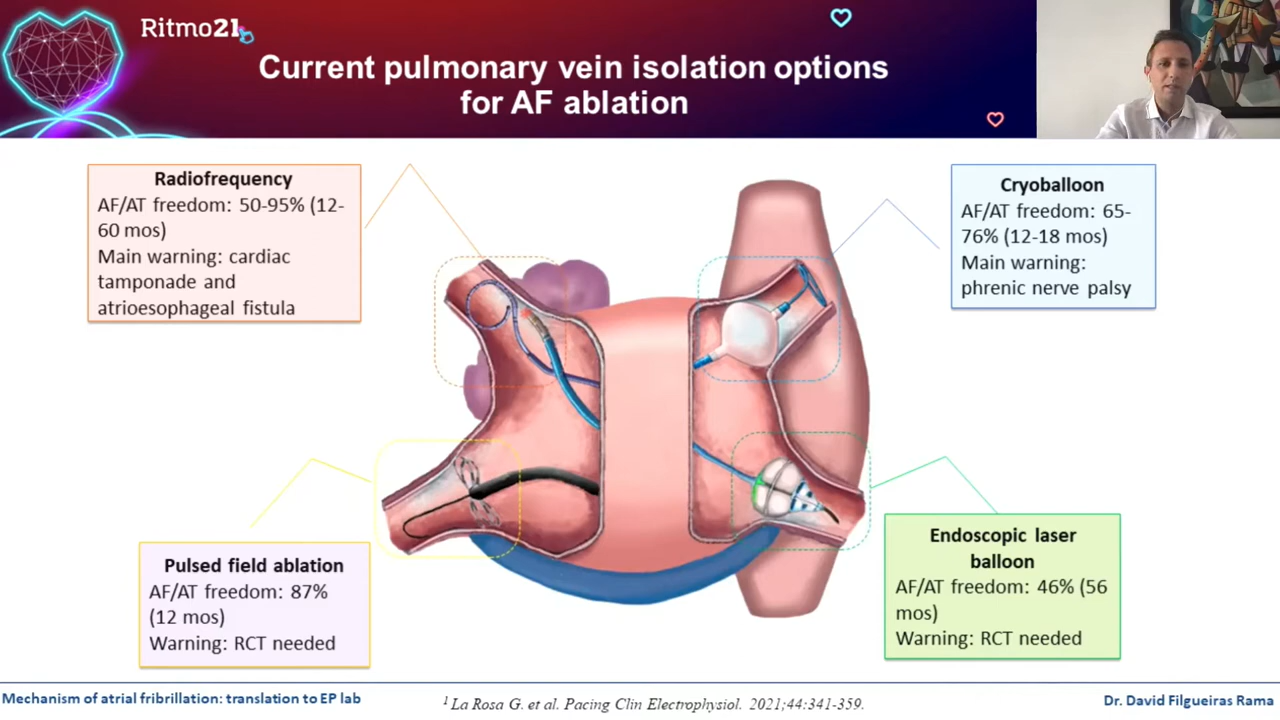 Ritmo21
Current pulmonary vein isolation options
for AF ablation
Radiofrequency
AF/AT freedom: 50-95% (12-
60 mos)
Main warning: cardiac
tamponade and
atrioesophageal fistula
Cryoballoon
AF/AT freedom: 65-
76% (12-18 mos)
Main warning:
phrenic nerve palsy
Pulsed field ablation
AF/AT freedom: 87%
(12 mos)
Warning: RCT needed
Endoscopic laser
balloon
AF/AT freedom: 46% (56
mos)
Warning: RCT needed
Mechanism of atrial fribrillation: translation to EP lab
1 La Rosa G. et al. Pacing Clin Electrophysiol. 2021;44:341-359.
Dr. David Filgueiras Rama